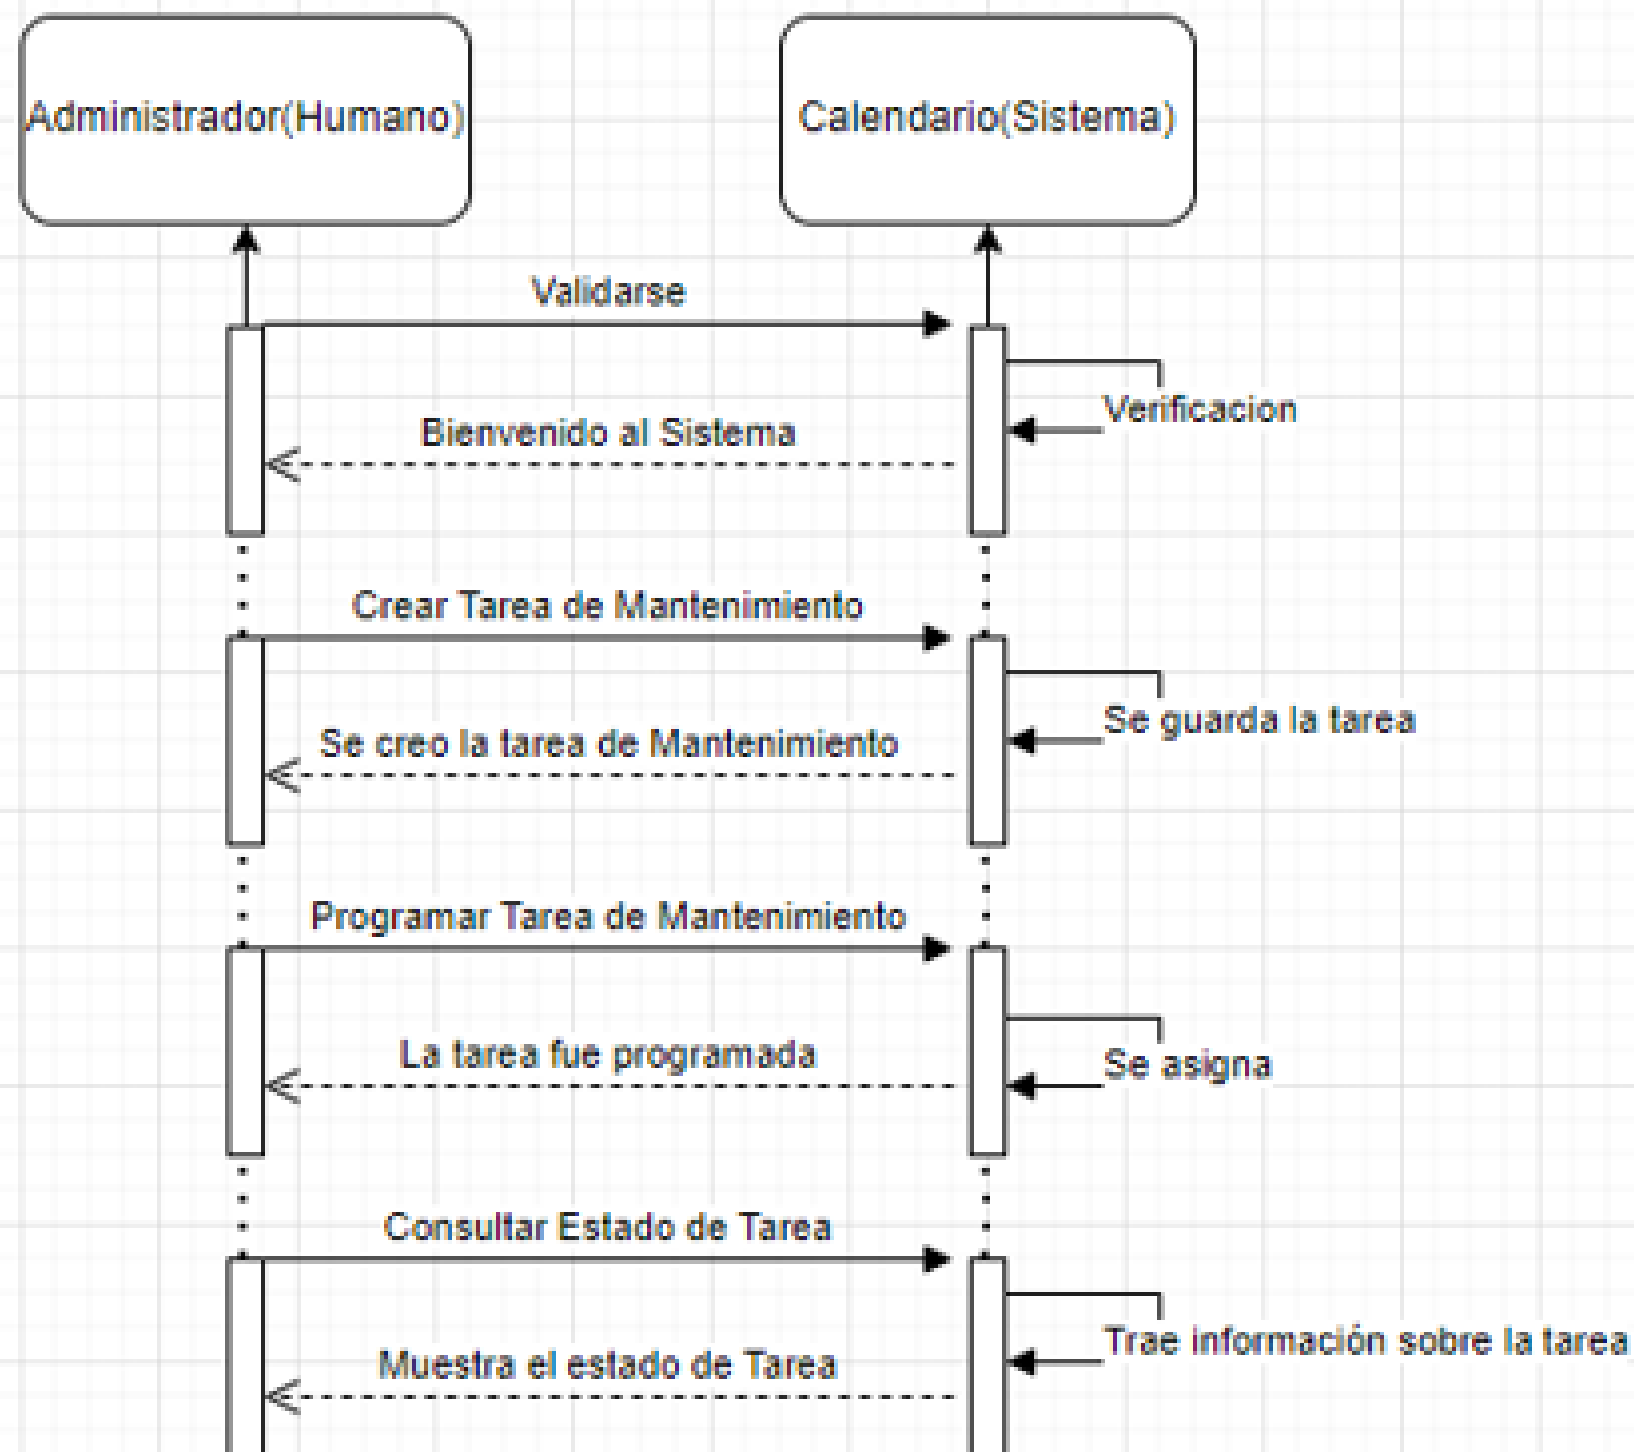 Administrador(Humano)
Calendario(Sistema)
Validarse
Verificacion
Bienvenido al Sistema
Crear Tarea de Mantenimiento
Se guarda la tarea
Se creo la tarea de Mantenimiento
Programar Tarea de Mantenimiento
La tarea fue programada
Se asigna
Consultar Estado de Tarea
Trae información sobre la tarea
Muestra el estado de Tarea